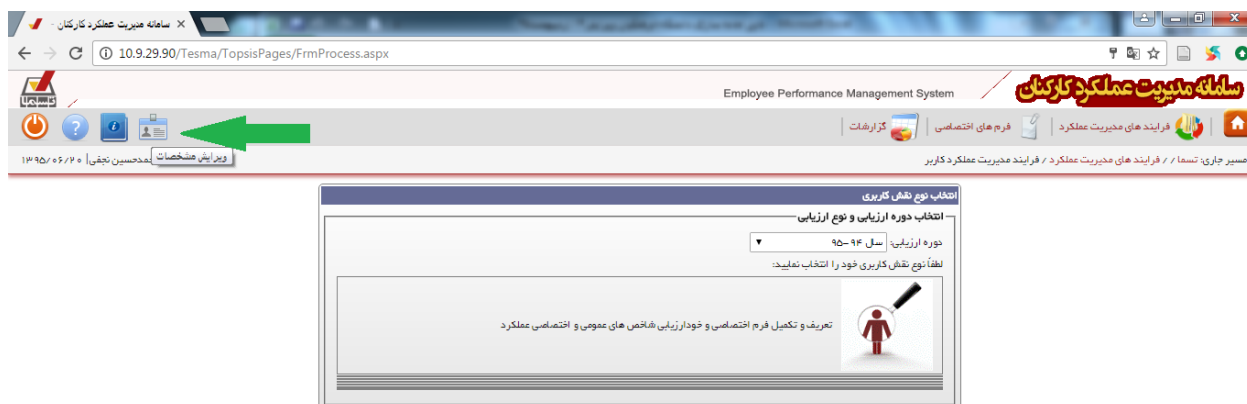 سامانه مدیریت عملکرد کارکنان -
10.9.29.90/Tesma/TopsisPages/FrmProcess.aspx
سامانه مدیریت عملکرد کارکنان
Employee Performance Management System
فرایند های مدیریت عملکرد | فرم های اختصاصی | گزارشات |
مسیر جاری: تسما / / فرایند های مدیریت عملکرد / فرایند مدیریت عملکرد کاربر
حمدحسین نجفی| ۱۳۹۵/۰۶/۲۰
ویرایش مشخصات
انتخاب نوع نقش کاربری
انتخاب دوره ارزیابی و نوع ارزیابی
دوره ارزیابی: سال ۹۴-۹۵
لطفاً نوع نقش کاربری خود را انتخاب نمایید:
تعریف و تکمیل فرم اختصاصی و خودارزیابی شاخص های عمومی و اختصاصی عملکرد